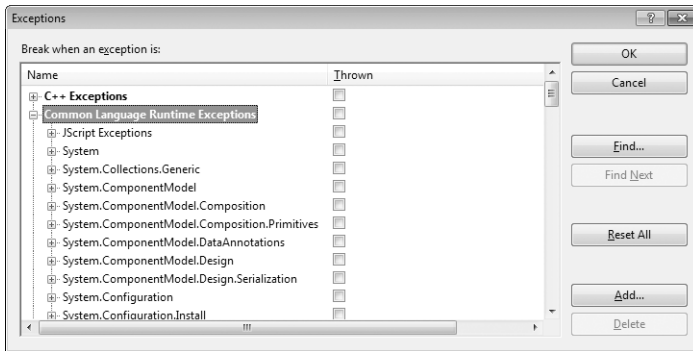 Exceptions
Break when an exception is:
Name Thrown
C++ Exceptions
Common Language Runtime Exceptions
JScript Exceptions
System
System.Collections.Generic
System.ComponentModel
System.ComponentModel.Composition
System.ComponentModel.Composition.Primitives
System.ComponentModel.DataAnnotations
System.ComponentModel.Design
System.ComponentModel.Design.Serialization
System.Configuration
System.Configuration.Install
OK
Cancel
Find...
Find Next
Reset All
Add...
Delete